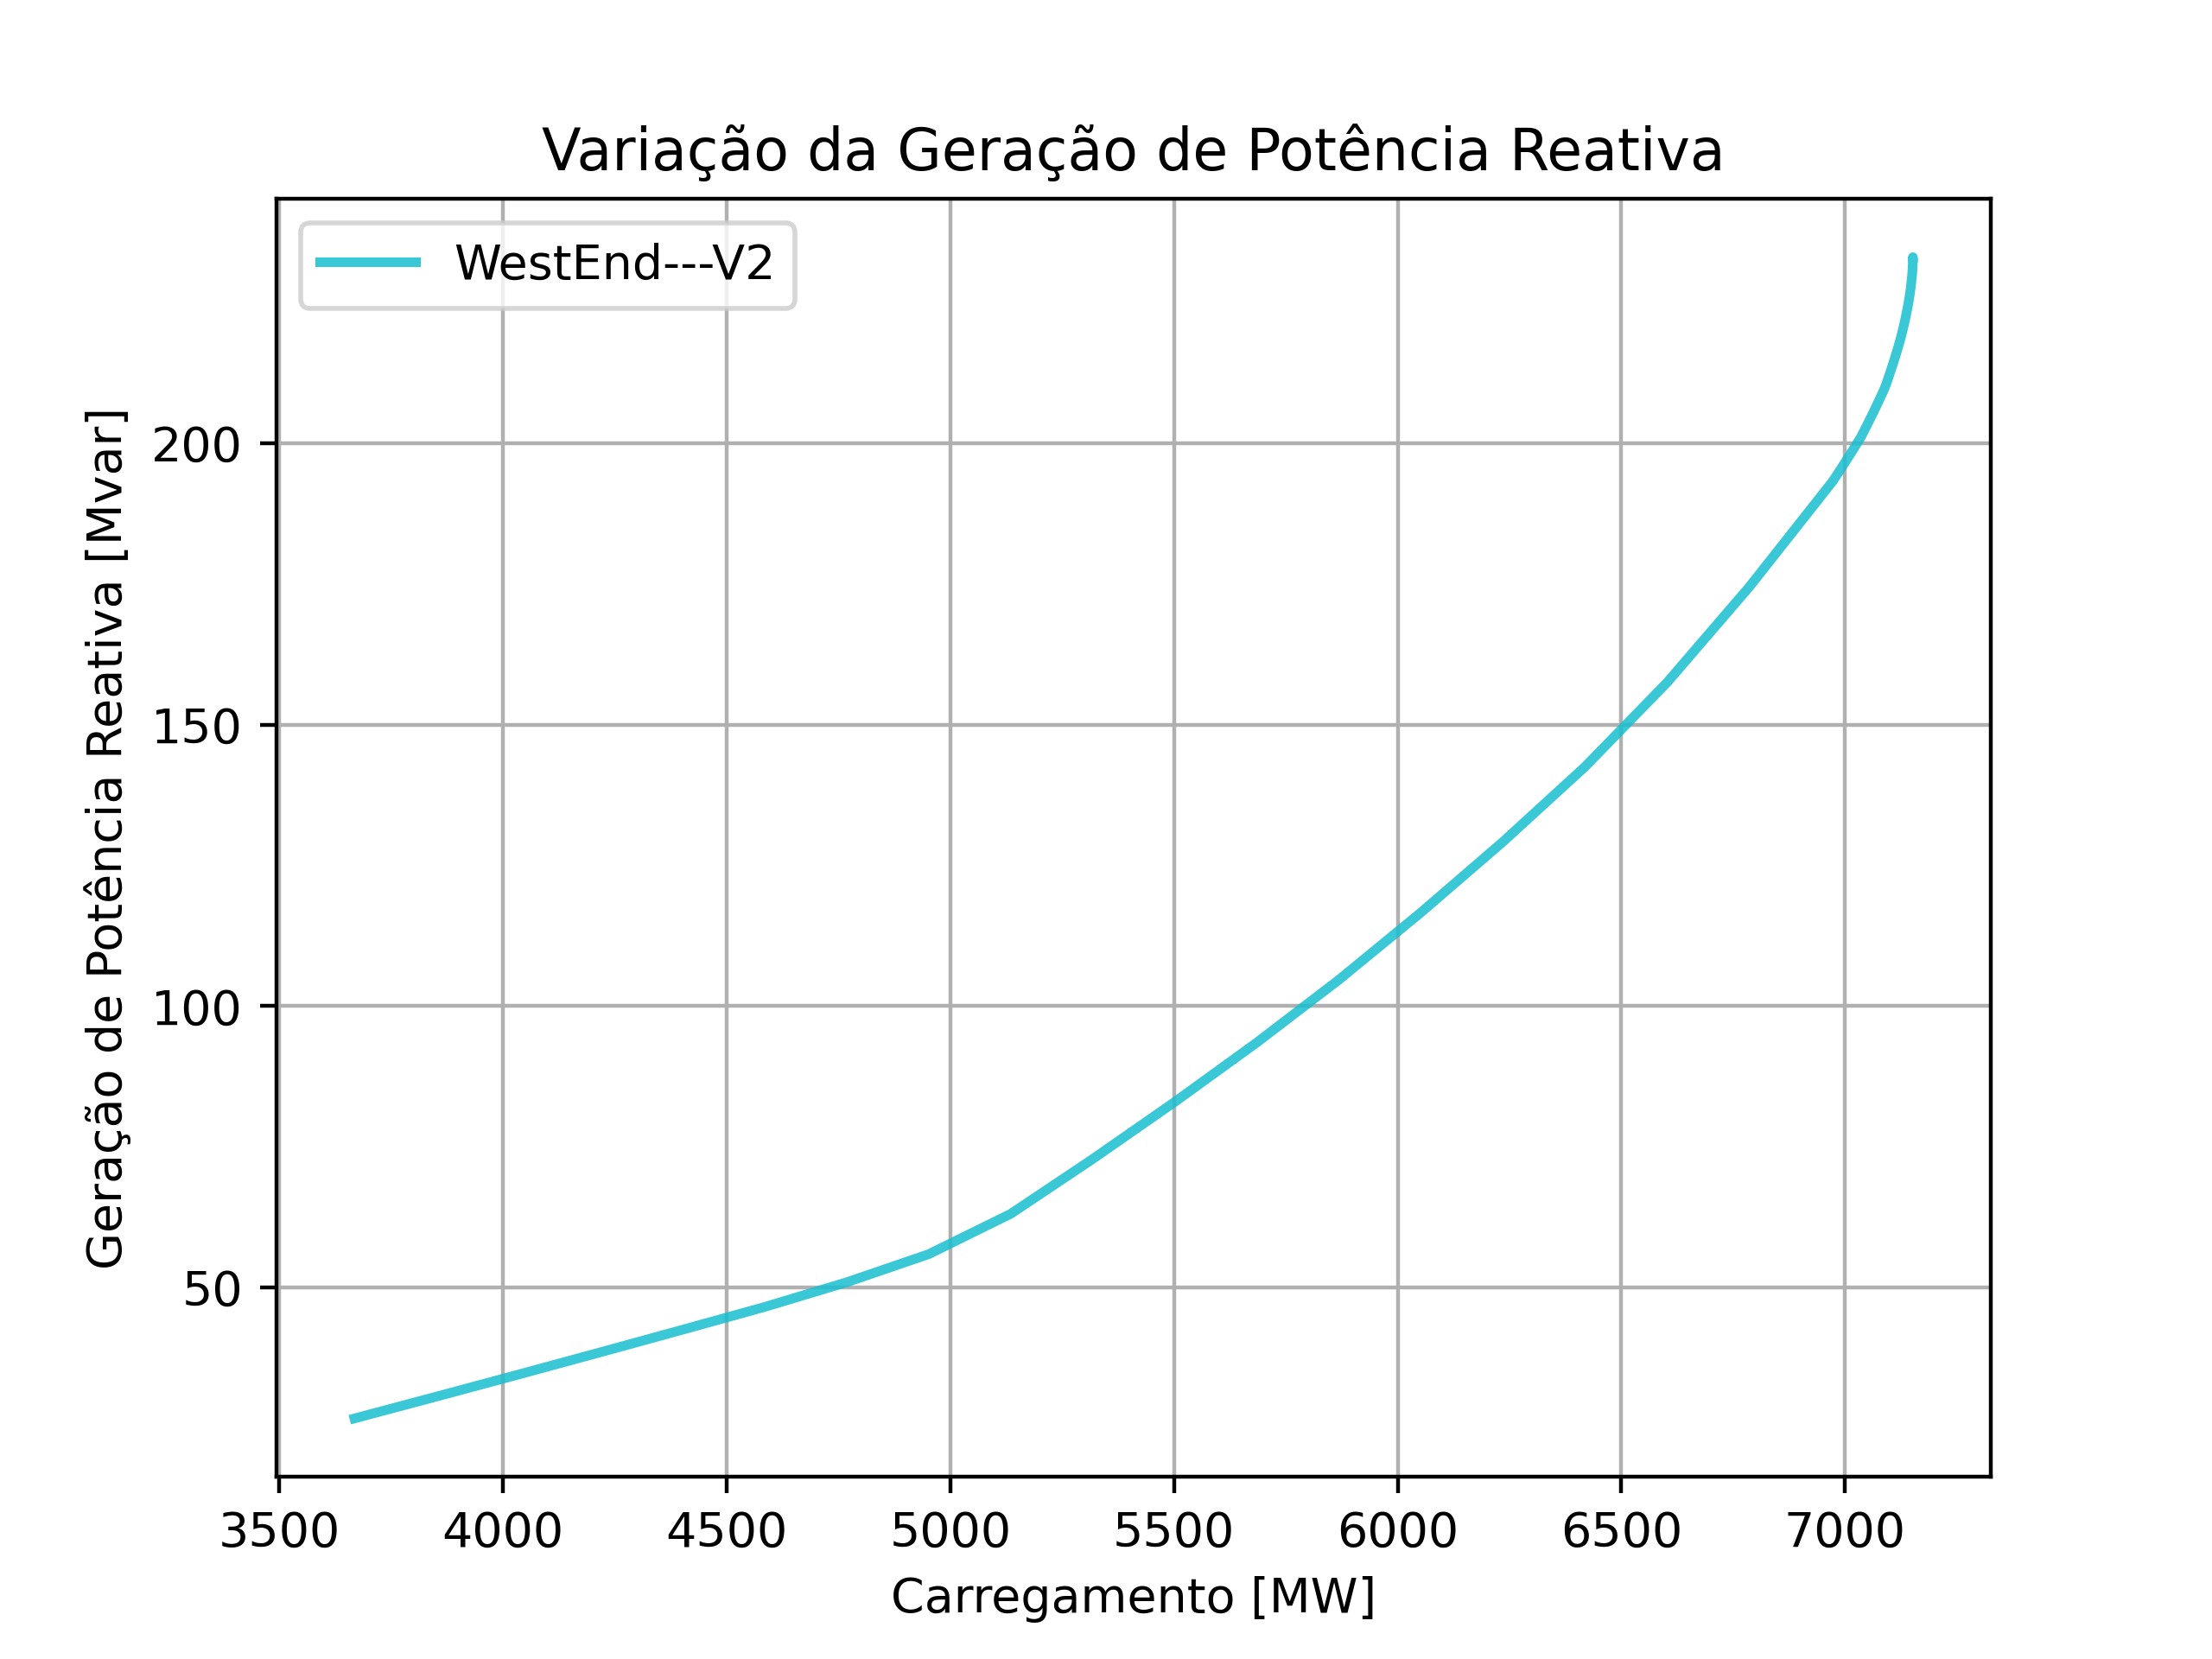 Variação da Geração de Potência Reativa
WestEnd---V2
Geração de Potência Reativa [Mvar]
200
150
100
50
3500 4000 4500 5000 5500 6000 6500 7000
Carregamento [MW]